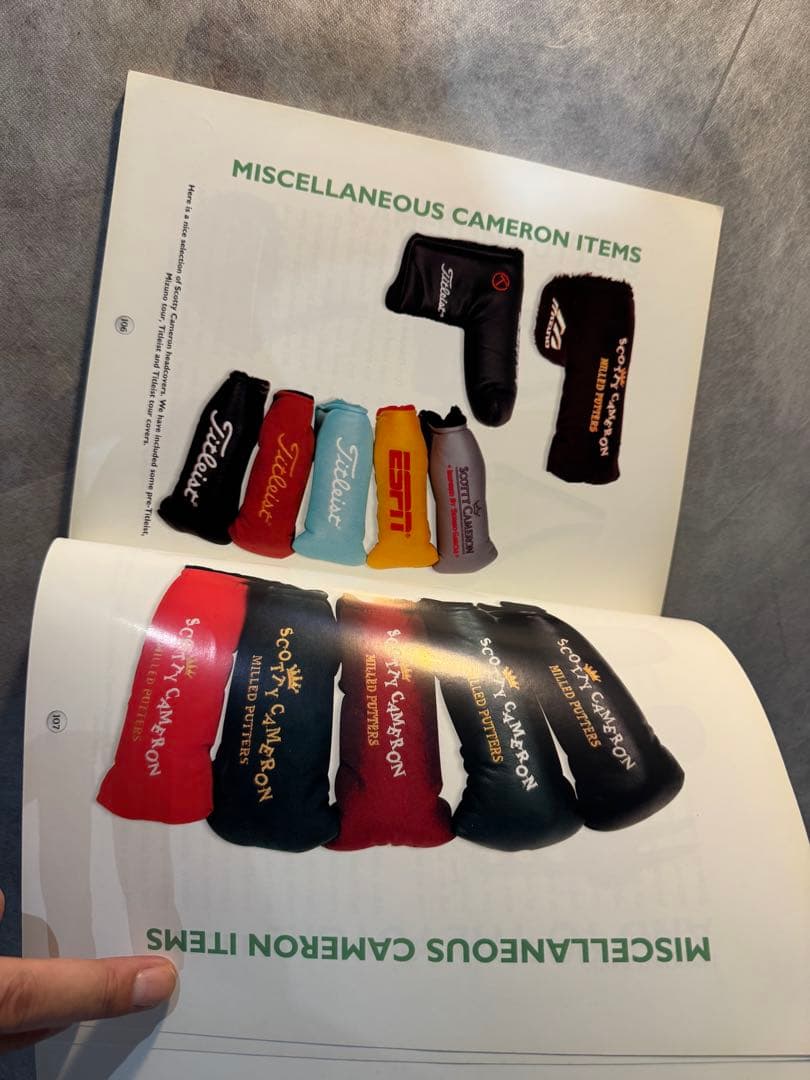 MISCELLANEOUS CAMERON ITEMS
Here is a nice selection of Scotty Cameron headcovers. We have included some pre-Titleist,
Mizuno tour, Titleist and Titleist tour covers.
106
Titleist
T
MIZUNO
SCOTTY CAMERON
MILLED PUTTERS
Titleist
Titleist
Titleist
ESPN
SCOTTY CAMERON
107
SCOTTY CAMERON
MILLED PUTTERS
SCOTTY CAMERON
MILLED PUTTERS
SCOTTY CAMERON
MILLED PUTTERS
SCOTTY CAMERON
MILLED PUTTERS
SCOTTY CAMERON
MILLED PUTTERS
MISCELLANEOUS CAMERON ITEMS